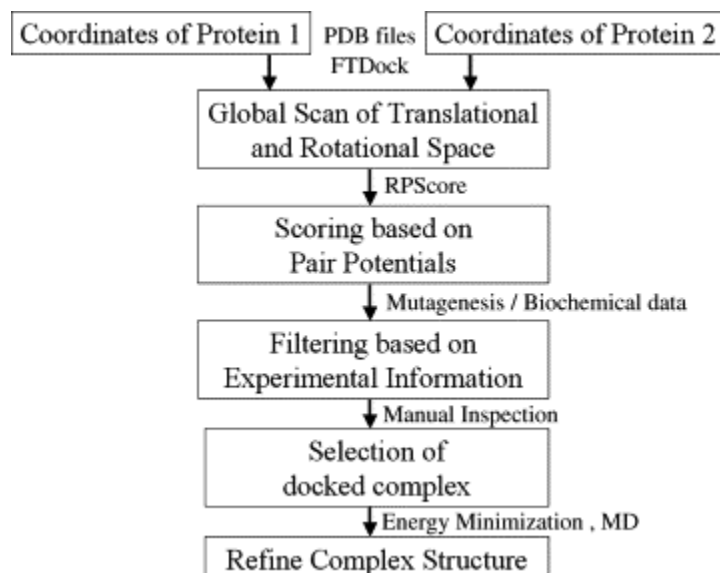 Coordinates of Protein 1
PDB files
FTDock
Coordinates of Protein 2
Global Scan of Translational
and Rotational Space
RPScore
Scoring based on
Pair Potentials
Mutagenesis / Biochemical data
Filtering based on
Experimental Information
Manual Inspection
Selection of
docked complex
Energy Minimization , MD
Refine Complex Structure